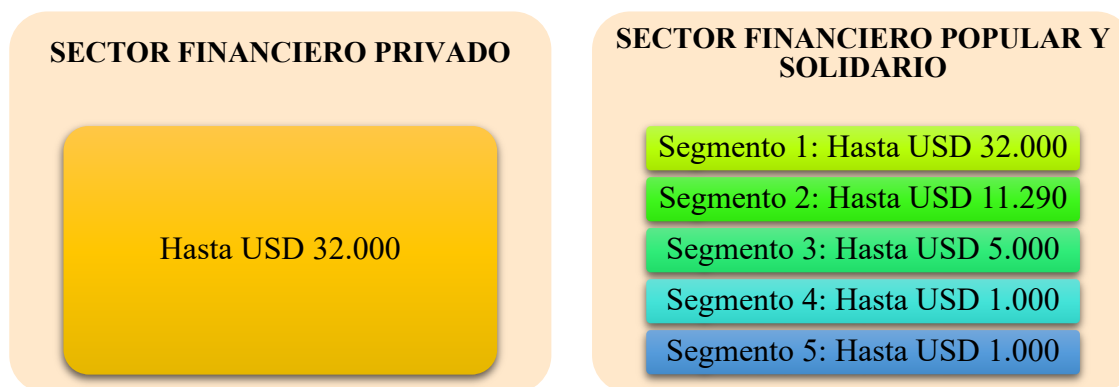 SECTOR FINANCIERO PRIVADO
Hasta USD 32.000
SECTOR FINANCIERO POPULAR Y
SOLIDARIO
Segmento 1: Hasta USD 32.000
Segmento 2: Hasta USD 11.290
Segmento 3: Hasta USD 5.000
Segmento 4: Hasta USD 1.000
Segmento 5: Hasta USD 1.000